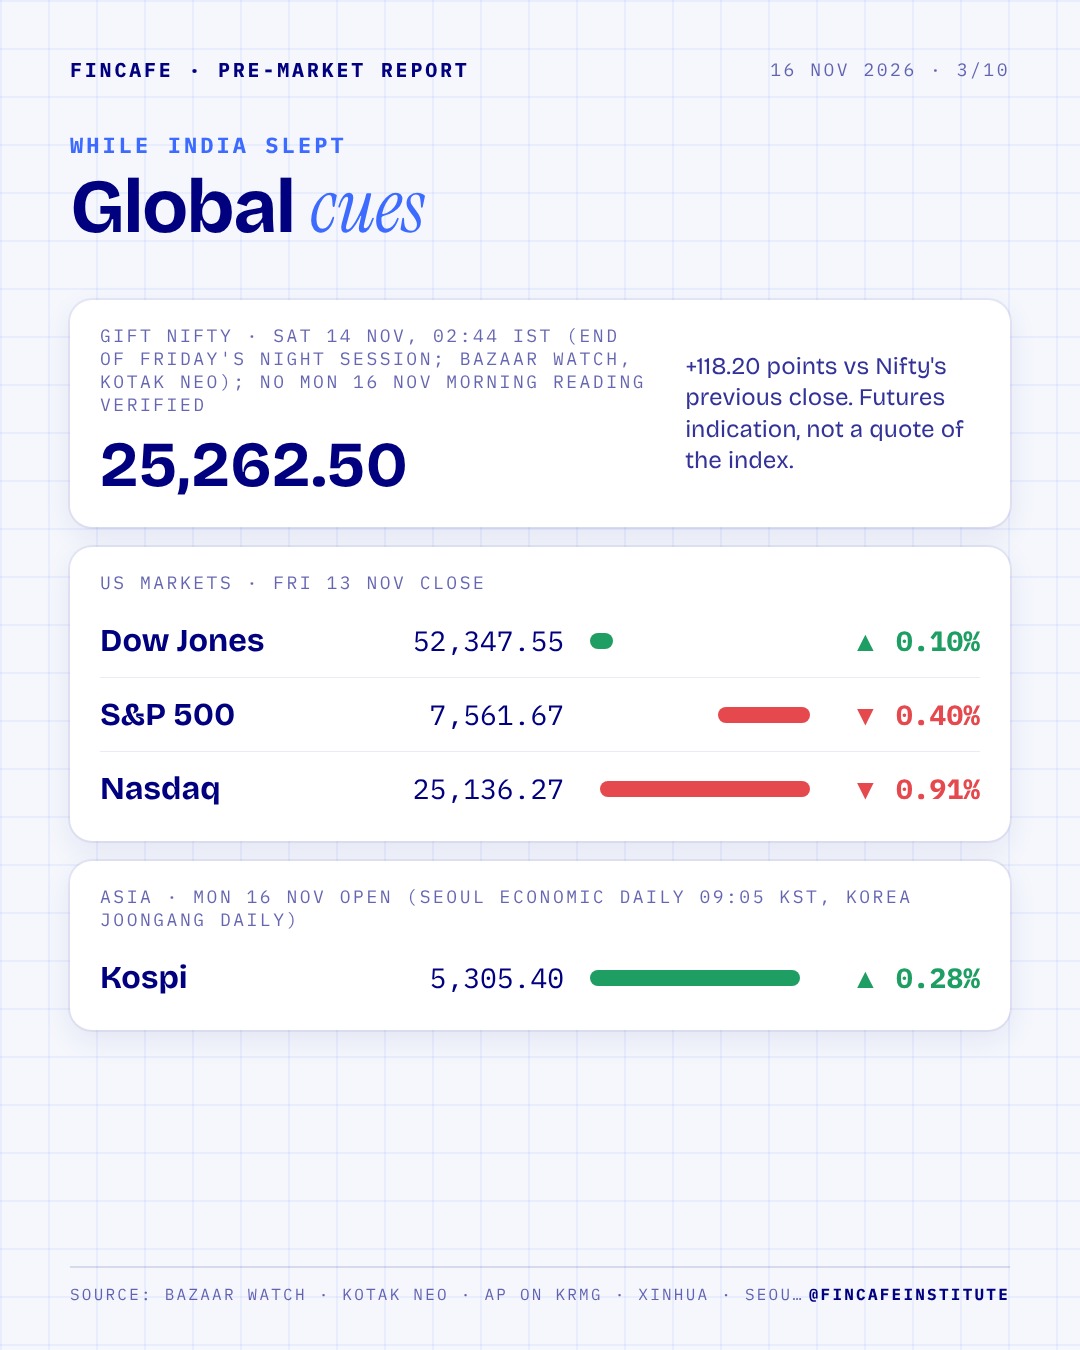 FINCAFE · PRE-MARKET REPORT
16 NOV 2026 · 3/10
WHILE INDIA SLEPT
Global cues
GIFT NIFTY · SAT 14 NOV, 02:44 IST (END
OF FRIDAY'S NIGHT SESSION; BAZAAR WATCH,
KOTAK NEO); NO MON 16 NOV MORNING READING
VERIFIED
25,262.50
+118.20 points vs Nifty's
previous close. Futures
indication, not a quote of
the index.
US MARKETS · FRI 13 NOV CLOSE
Dow Jones 52,347.55 ▲ 0.10%
S&P 500 7,561.67 ▼ 0.40%
Nasdaq 25,136.27 ▼ 0.91%
ASIA · MON 16 NOV OPEN (SEOUL ECONOMIC DAILY 09:05 KST, KOREA
JOONGANG DAILY)
Kospi 5,305.40 ▲ 0.28%
SOURCE: BAZAAR WATCH · KOTAK NEO · AP ON KRMG · XINHUA · SEOU… @FINCAFEINSTITUTE